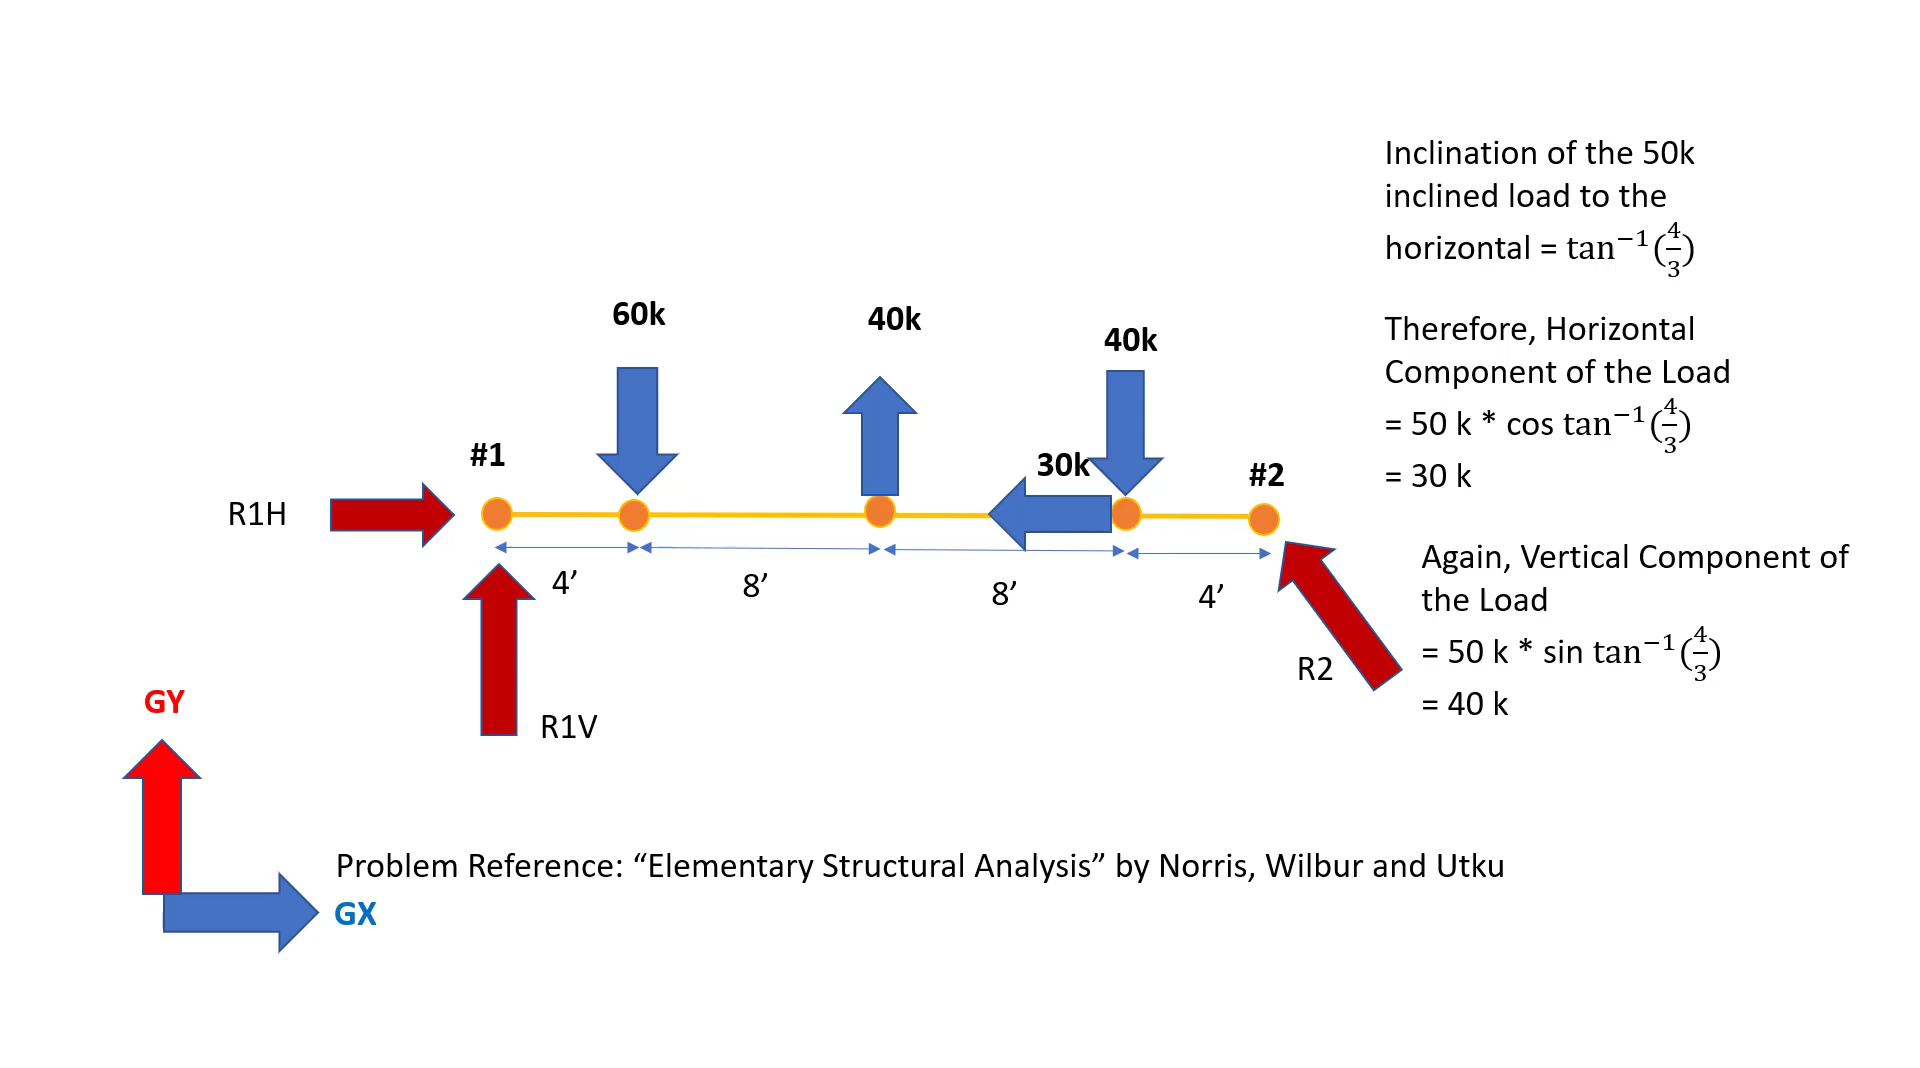 Inclination of the 50k
inclined load to the
horizontal = tan⁻¹(4/3)
Therefore, Horizontal
Component of the Load
= 50 k * cos tan⁻¹(4/3)
= 30 k
60k
40k
40k
#1
30k
#2
R1H
4’
8’
8’
4’
Again, Vertical Component of
the Load
= 50 k * sin tan⁻¹(4/3)
= 40 k
R2
R1V
GY
Problem Reference: “Elementary Structural Analysis” by Norris, Wilbur and Utku
GX